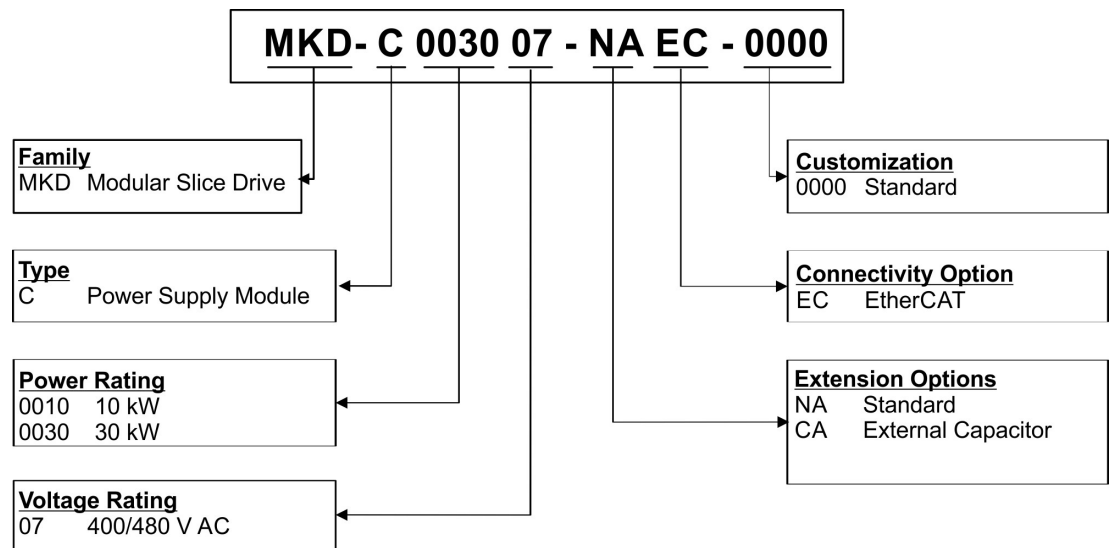 MKD- C 0030 07 - NA EC - 0000
Family
MKD Modular Slice Drive
Type
C Power Supply Module
Power Rating
0010 10 kW
0030 30 kW
Voltage Rating
07 400/480 V AC
Customization
0000 Standard
Connectivity Option
EC EtherCAT
Extension Options
NA Standard
CA External Capacitor